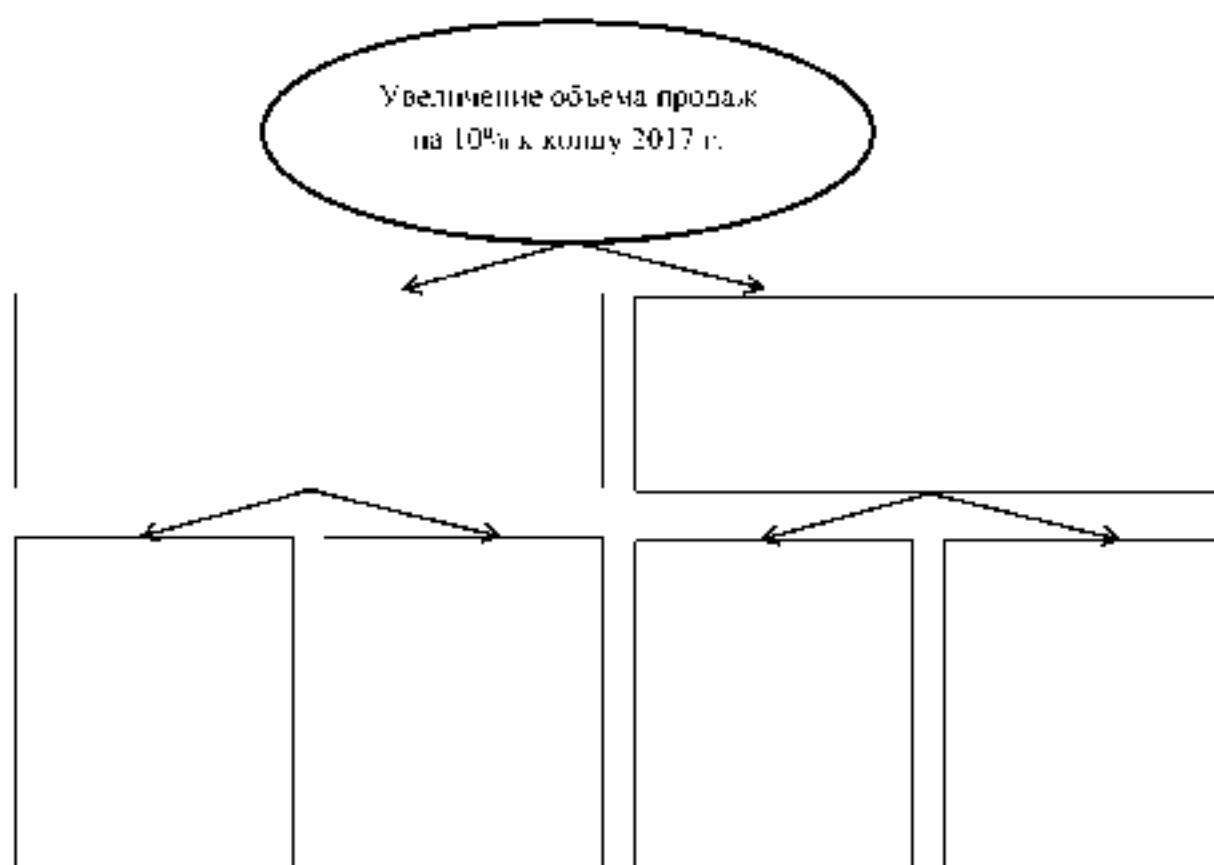 Увеличение объема продаж
на 10% к концу 2017 г.